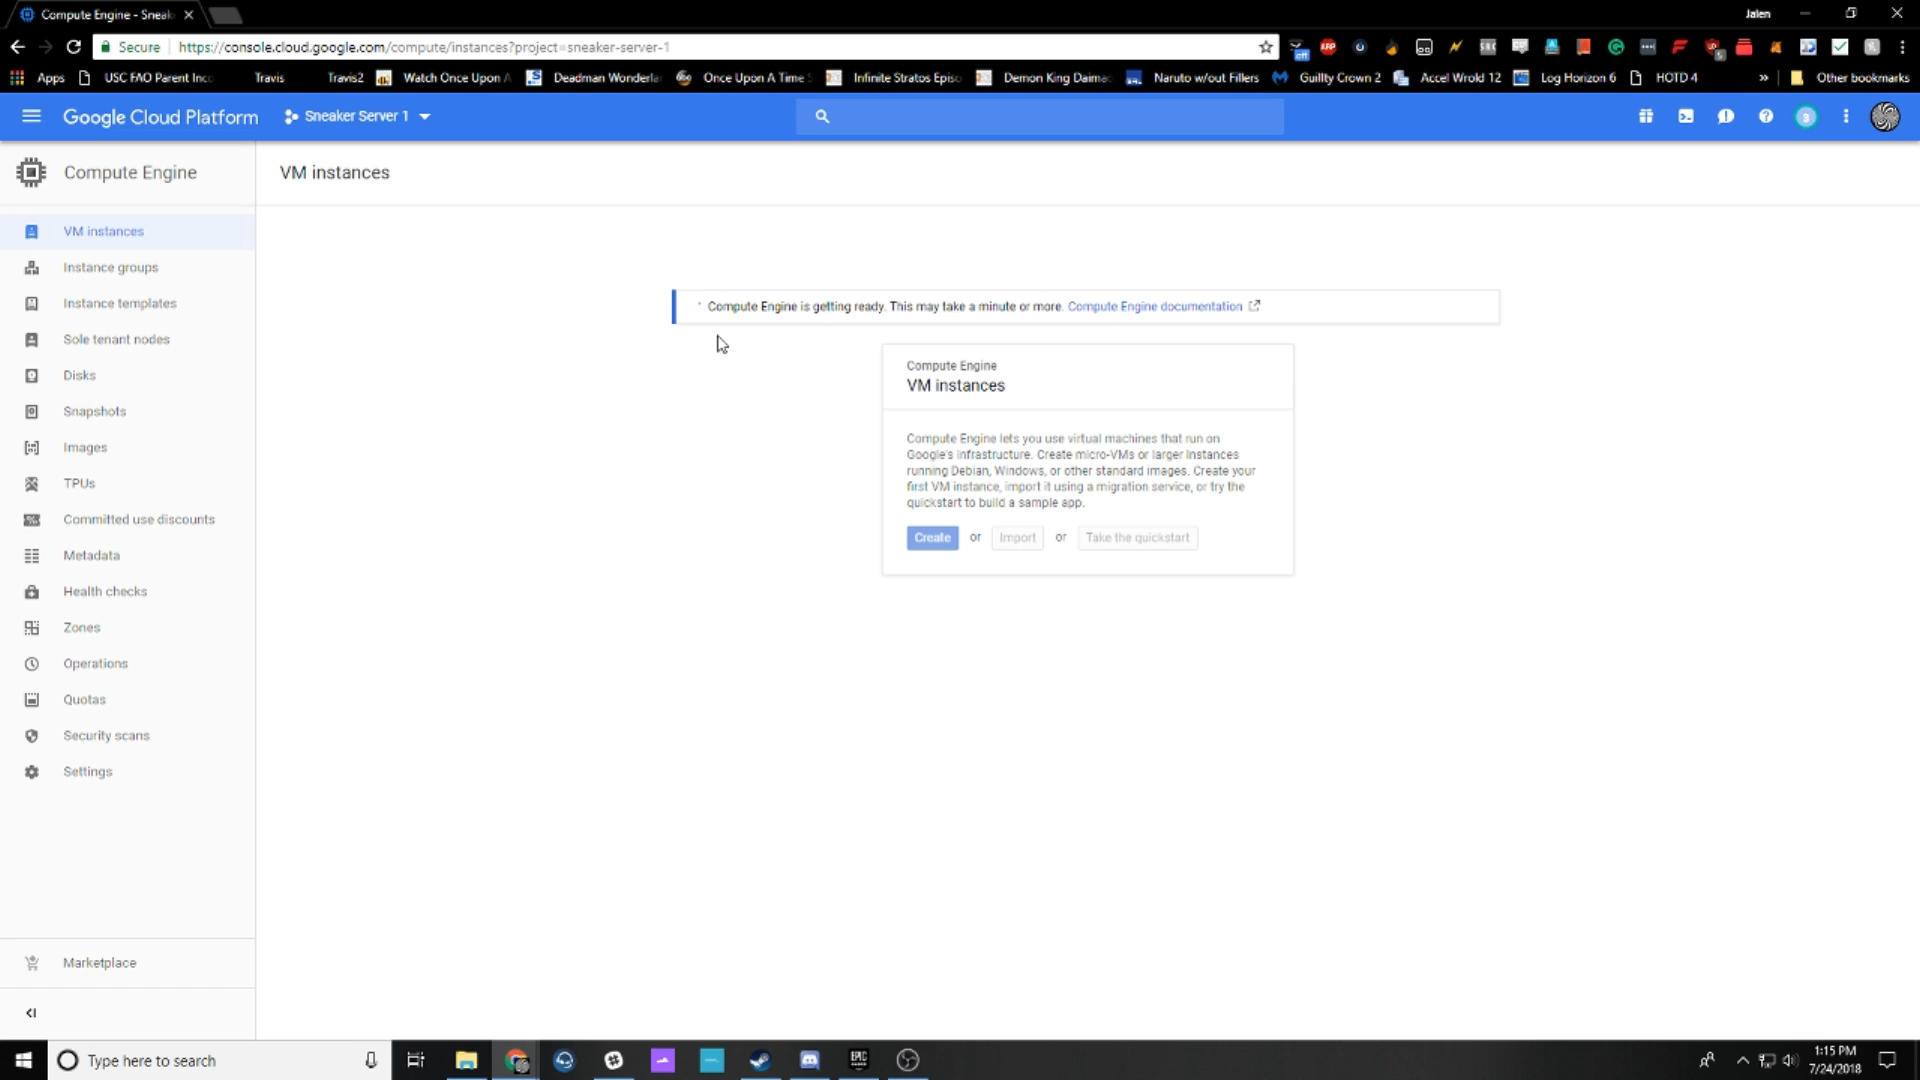 Compute Engine - Sneak
Jalen
Secure
https://console.cloud.google.com/compute/instances?project=sneaker-server-1
Apps
USC FAO Parent Inco
Travis
Travis2
Watch Once Upon A
Deadman Wonderla
Once Upon A Time S
Infinite Stratos Episo
Demon King Daimao
Naruto w/out Fillers
Guillty Crown 2
Accel Wrold 12
Log Horizon 6
HOTD 4
»
Other bookmarks
Google Cloud Platform
Sneaker Server 1
3
Compute Engine
VM instances
VM instances
Instance groups
Instance templates
Sole tenant nodes
Disks
Snapshots
Images
TPUs
Committed use discounts
Metadata
Health checks
Zones
Operations
Quotas
Security scans
Settings
Marketplace
Compute Engine is getting ready. This may take a minute or more. Compute Engine documentation
Compute Engine
VM instances
Compute Engine lets you use virtual machines that run on
Google's infrastructure. Create micro-VMs or larger instances
running Debian, Windows, or other standard images. Create your
first VM instance, import it using a migration service, or try the
quickstart to build a sample app.
Create or Import or Take the quickstart
Type here to search
EPIC
1:15 PM
7/24/2018